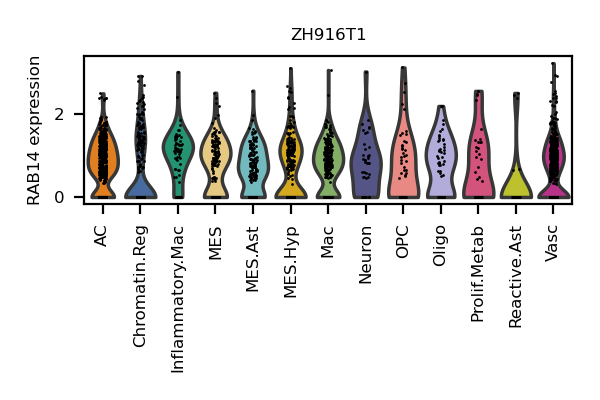 ZH916T1
RAB14 expression
2
0
AC
Chromatin.Reg
Inflammatory.Mac
MES
MES.Ast
MES.Hyp
Mac
Neuron
OPC
Oligo
Prolif.Metab
Reactive.Ast
Vasc